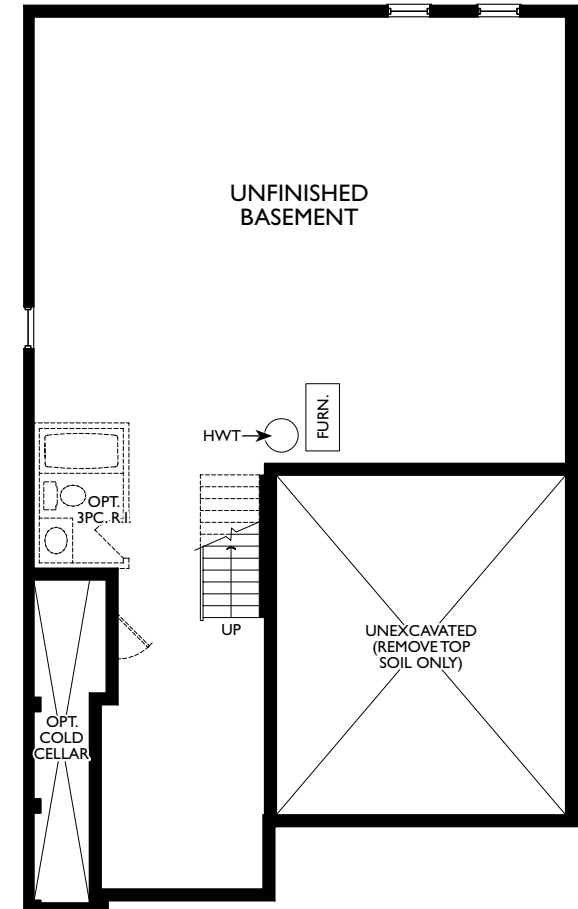 UNFINISHED
BASEMENT
FURN.
HWT
OPT.
3PC. R.I.
UP
UNEXCAVATED
(REMOVE TOP
SOIL ONLY)
OPT.
COLD
CELLAR